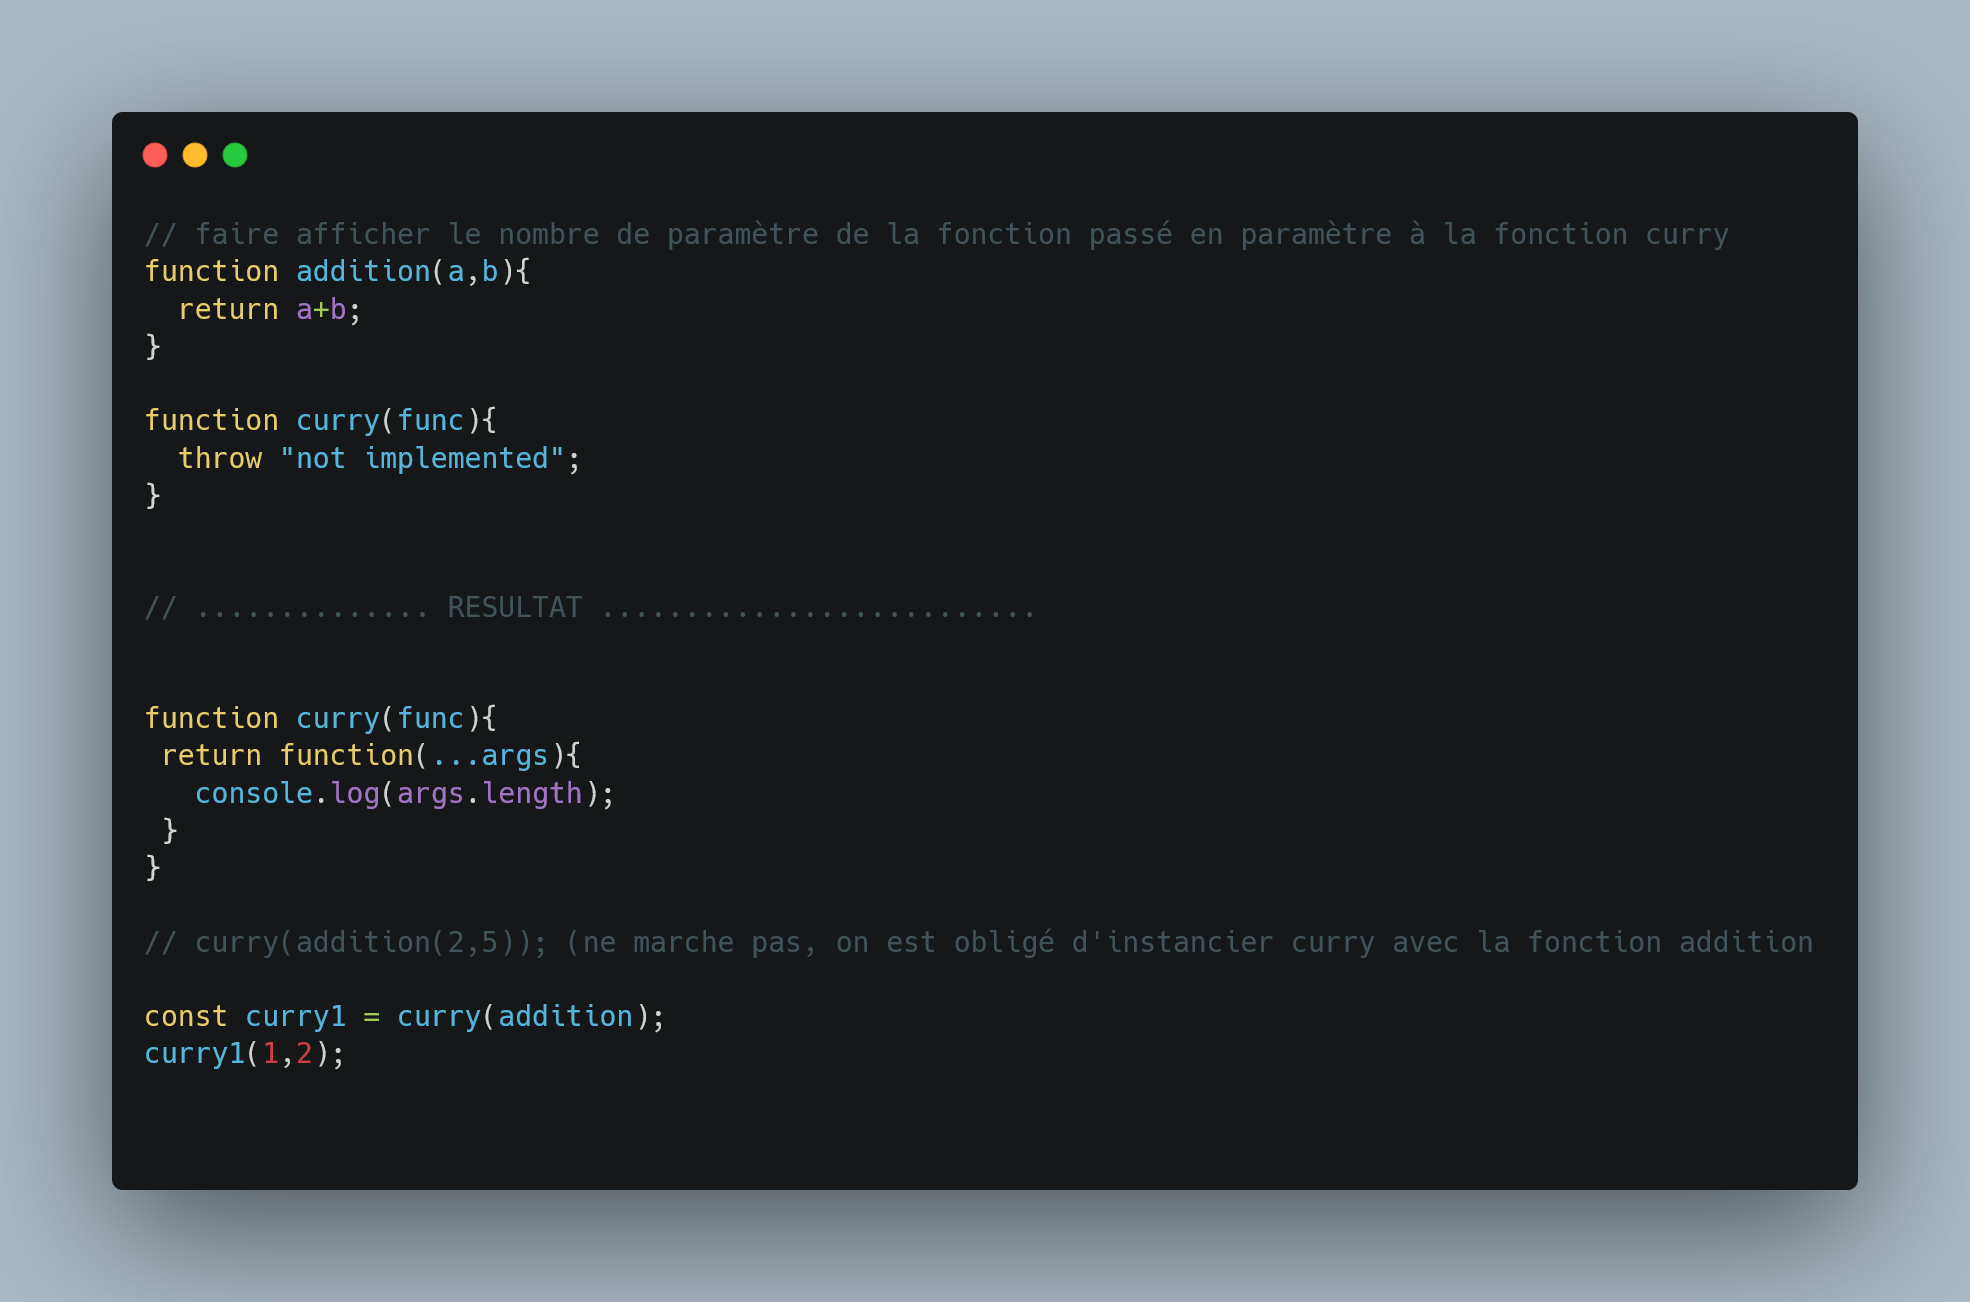 // faire afficher le nombre de paramètre de la fonction passé en paramètre à la fonction curry
function addition(a,b){
  return a+b;
}
function curry(func){
  throw "not implemented";
}
// .............. RESULTAT ..........................
function curry(func){
 return function(...args){
   console.log(args.length);
 }
}
// curry(addition(2,5)); (ne marche pas, on est obligé d'instancier curry avec la fonction addition
const curry1 = curry(addition);
curry1(1,2);